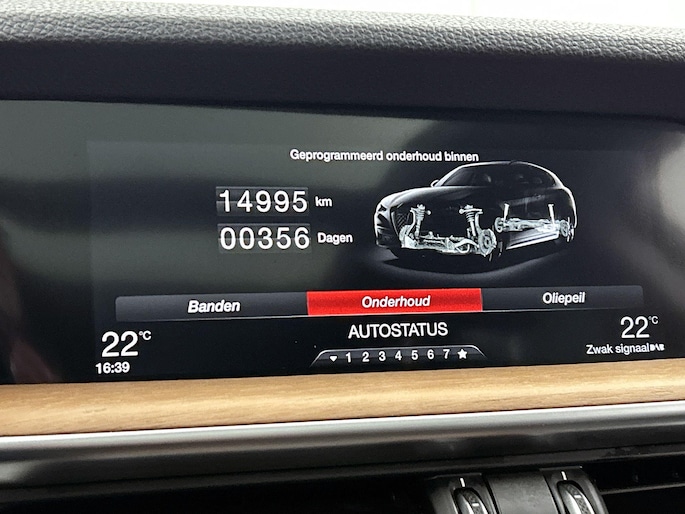 Geprogrammeerd onderhoud binnen
14995 km
00356 Dagen
Banden Onderhoud Oliepeil
22°C AUTOSTATUS 22°C
16:39 1 2 3 4 5 6 7 Zwak signaal DAB